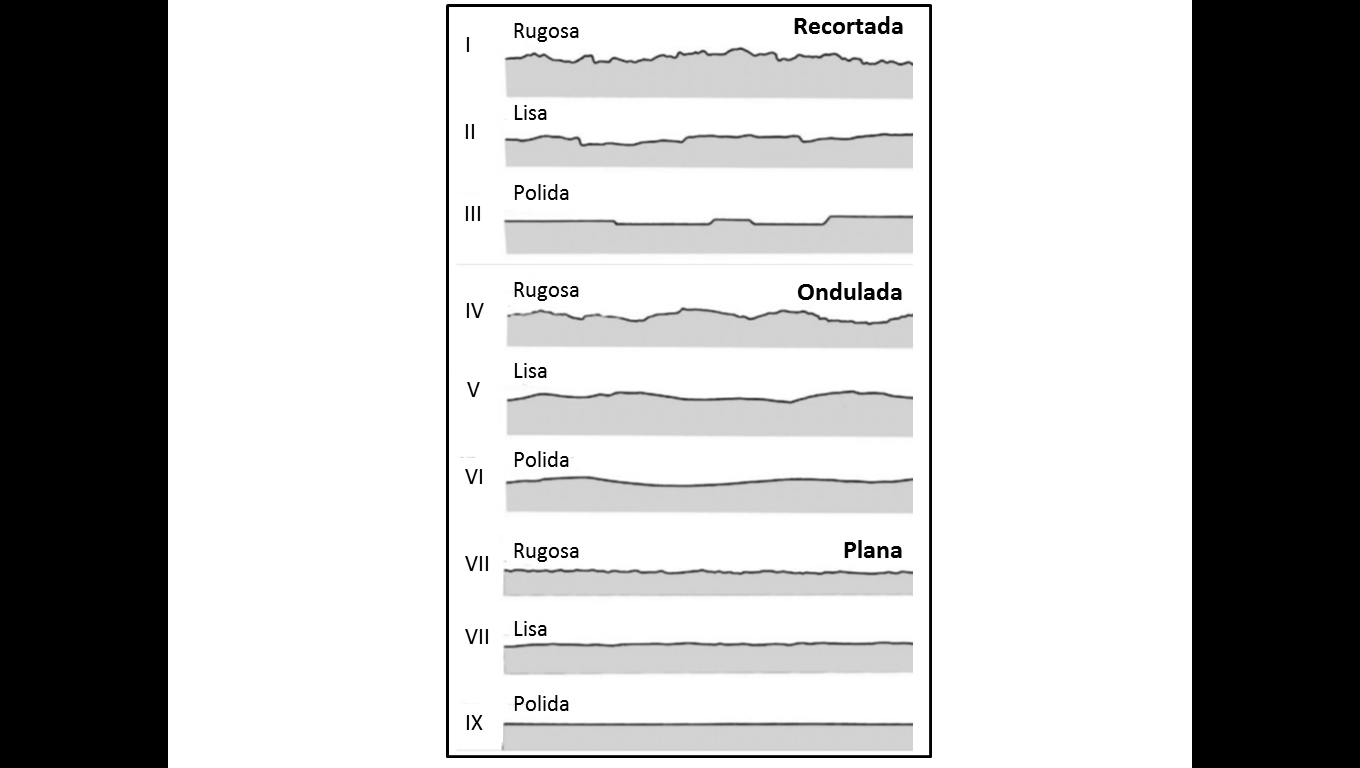 Recortada
I Rugosa
II Lisa
III Polida
Ondulada
IV Rugosa
V Lisa
VI Polida
Plana
VII Rugosa
VII Lisa
IX Polida